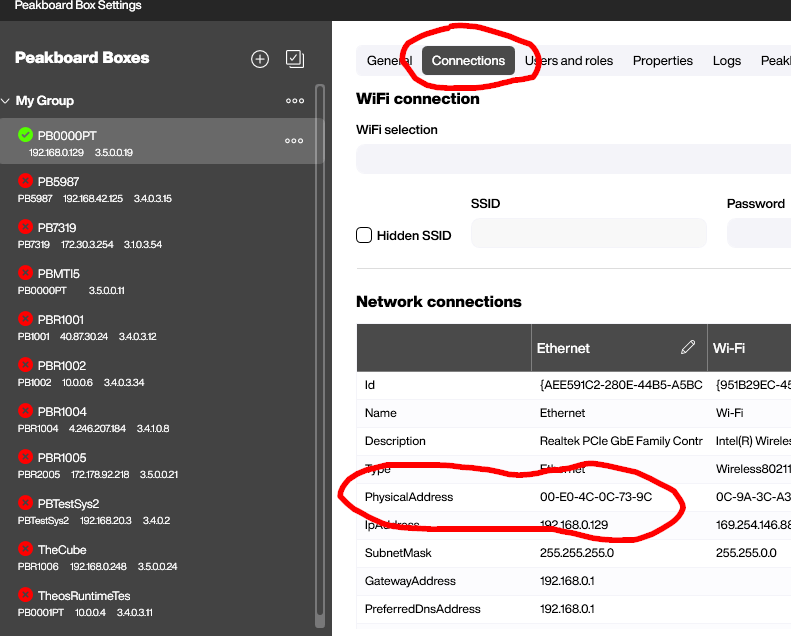 Peakboard Box Settings
Peakboard Boxes
My Group
PB0000PT
192.168.0.129 3.5.0.0.19
PB5987
PB5987 192.168.42.125 3.4.0.3.15
PB7319
PB7319 172.30.3.254 3.1.0.3.54
PBMTI5
PB0000PT 3.5.0.0.11
PBR1001
PB1001 40.87.30.24 3.4.0.3.12
PBR1002
PB1002 10.0.0.6 3.4.0.3.34
PBR1004
PBR1004 4.246.207.184 3.4.1.0.8
PBR1005
PBR2005 172.178.92.218 3.5.0.0.21
PBTestSys2
PBTestSys2 192.168.20.3 3.4.0.2
TheCube
PBR1006 192.168.0.248 3.5.0.0.24
TheosRuntimeTes
PB0001PT 10.0.0.4 3.4.0.3.11
General Connections Users and roles Properties Logs Peakl
WiFi connection
WiFi selection
SSID Password
Hidden SSID
Network connections
Ethernet Wi-Fi
Id {AEE591C2-280E-44B5-A5BC {951B29EC-45
Name Ethernet Wi-Fi
Description Realtek PCIe GbE Family Contr Intel(R) Wireles
Type Ethernet Wireless80211
PhysicalAddress 00-E0-4C-0C-73-9C 0C-9A-3C-A3
IpAddress 192.168.0.129 169.254.146.88
SubnetMask 255.255.255.0 255.255.0.0
GatewayAddress 192.168.0.1
PreferredDnsAddress 192.168.0.1